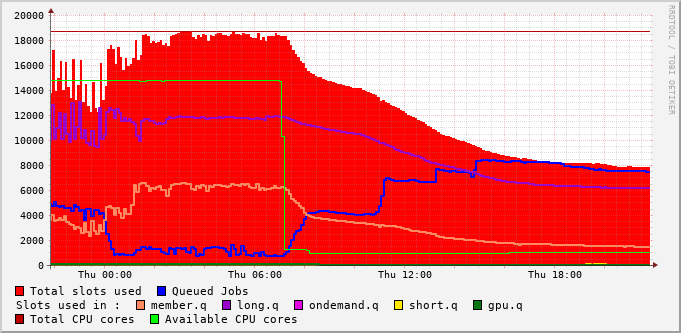 20000
18000
16000
14000
12000
10000
8000
6000
4000
2000
0
Thu 00:00 Thu 06:00 Thu 12:00 Thu 18:00
RRDTOOL / TOBI OETIKER
Total slots used Queued Jobs
Slots used in : member.q long.q ondemand.q short.q gpu.q
Total CPU cores Available CPU cores